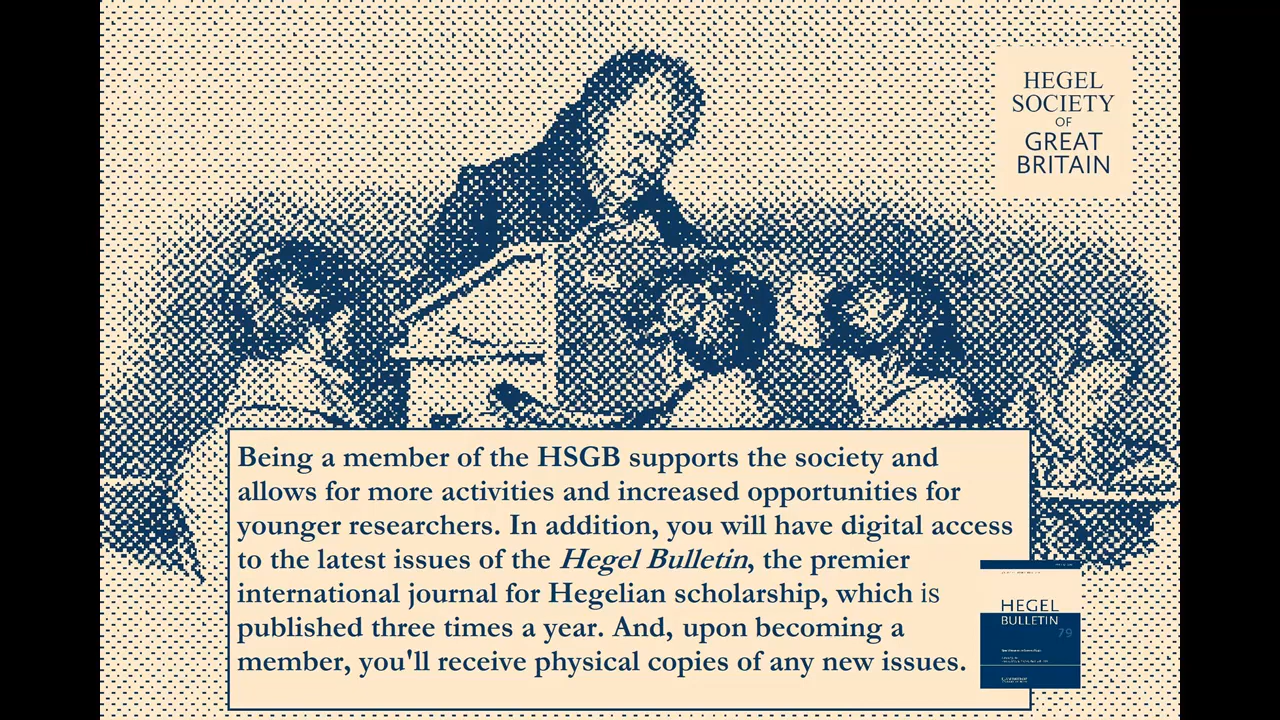 HEGEL
SOCIETY
OF
GREAT
BRITAIN
Being a member of the HSGB supports the society and
allows for more activities and increased opportunities for
younger researchers. In addition, you will have digital access
to the latest issues of the Hegel Bulletin, the premier
international journal for Hegelian scholarship, which is
published three times a year. And, upon becoming a
member, you'll receive physical copies of any new issues.
HEGEL
BULLETIN
79